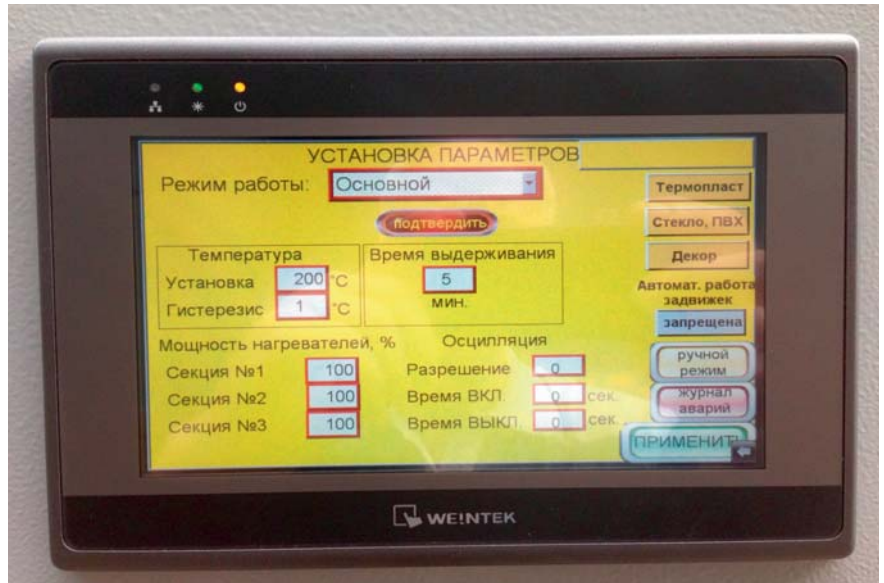 УСТАНОВКА ПАРАМЕТРОВ
Режим работы: Основной
подтвердить
Термопласт
Стекло, ПВХ
Декор
Температура
Установка 200 °C
Гистерезис 1 °C
Время выдерживания
5
мин.
Автомат. работа
задвижек
запрещена
Мощность нагревателей, %
Секция №1 100
Секция №2 100
Секция №3 100
Осцилляция
Разрешение 0
Время ВКЛ. 0 сек.
Время ВЫКЛ. 0 сек.
ручной
режим
журнал
аварий
ПРИМЕНИТЬ
WEINTEK